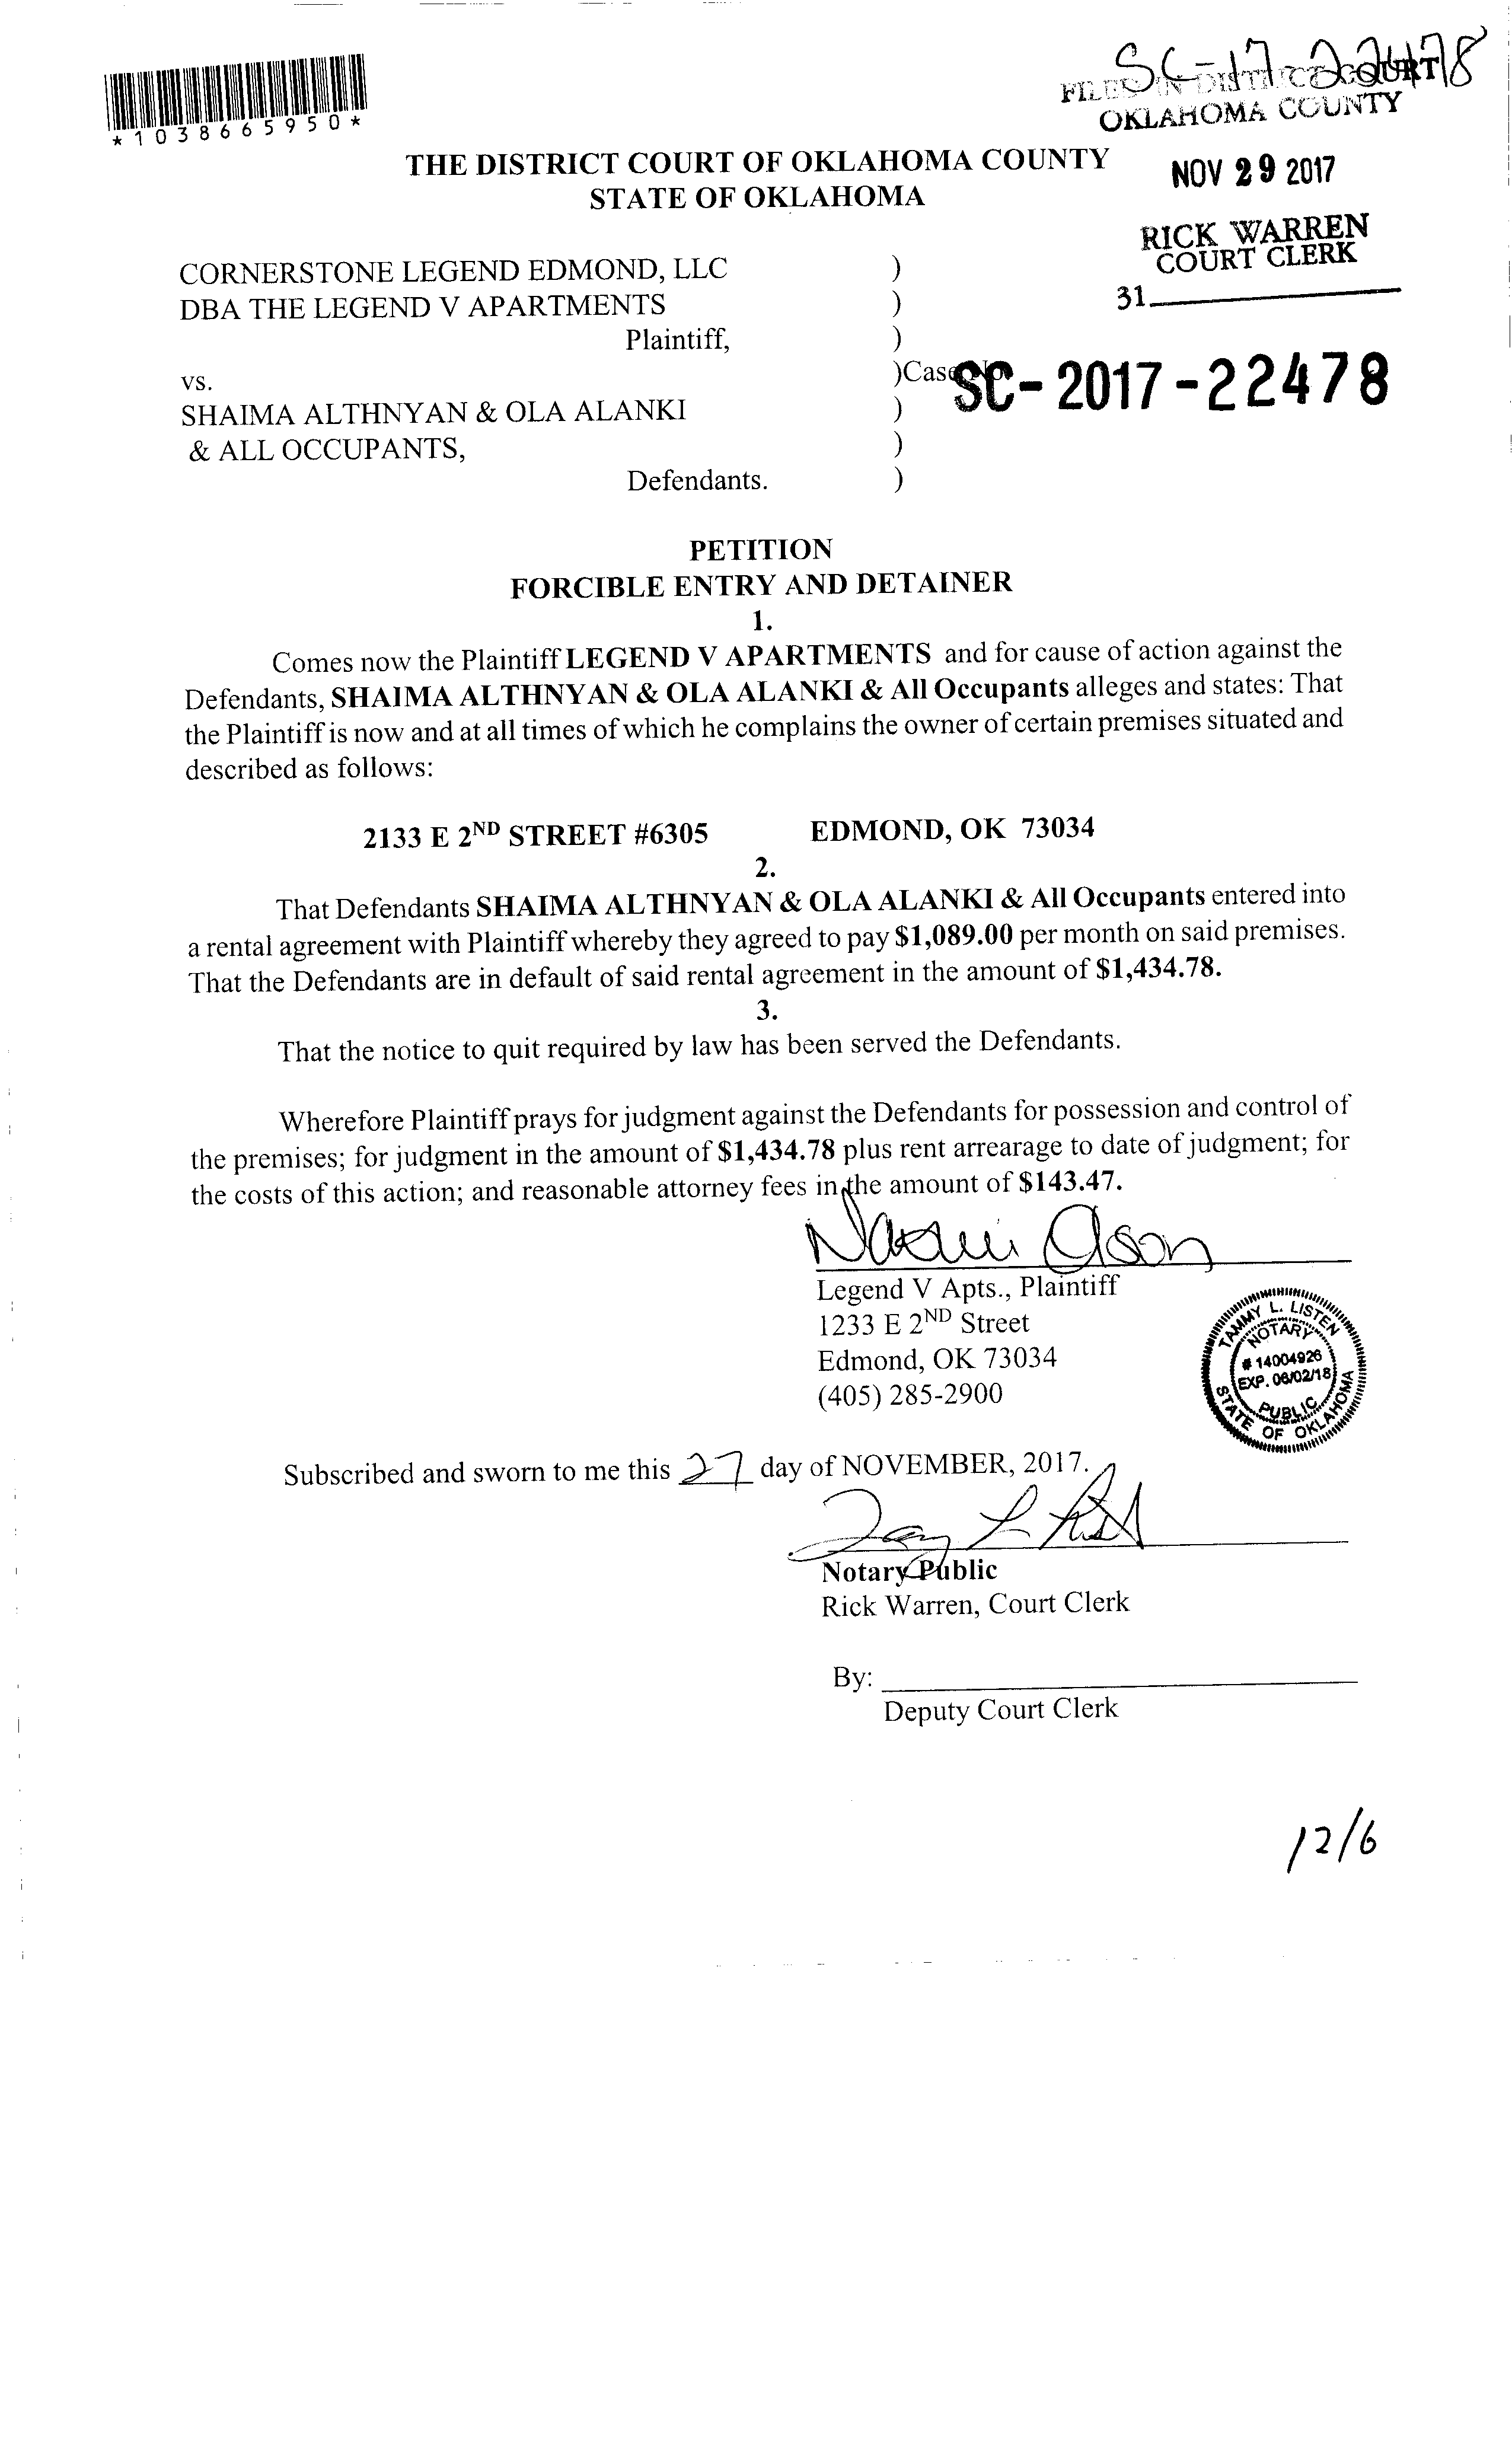 SC-17-22478
*1038665950*
FILED IN DISTRICT COURT
OKLAHOMA COUNTY
THE DISTRICT COURT OF OKLAHOMA COUNTY
STATE OF OKLAHOMA
NOV 29 2017
RICK WARREN
COURT CLERK
31
CORNERSTONE LEGEND EDMOND, LLC )
DBA THE LEGEND V APARTMENTS )
Plaintiff, )
vs. )Case No. SC-2017-22478
SHAIMA ALTHNYAN & OLA ALANKI )
& ALL OCCUPANTS, )
Defendants. )
PETITION
FORCIBLE ENTRY AND DETAINER
1.
Comes now the Plaintiff LEGEND V APARTMENTS and for cause of action against the
Defendants, SHAIMA ALTHNYAN & OLA ALANKI & All Occupants alleges and states: That
the Plaintiff is now and at all times of which he complains the owner of certain premises situated and
described as follows:
2133 E 2ND STREET #6305 EDMOND, OK 73034
2.
That Defendants SHAIMA ALTHNYAN & OLA ALANKI & All Occupants entered into
a rental agreement with Plaintiff whereby they agreed to pay $1,089.00 per month on said premises.
That the Defendants are in default of said rental agreement in the amount of $1,434.78.
3.
That the notice to quit required by law has been served the Defendants.
Wherefore Plaintiff prays for judgment against the Defendants for possession and control of
the premises; for judgment in the amount of $1,434.78 plus rent arrearage to date of judgment; for
the costs of this action; and reasonable attorney fees in the amount of $143.47.
Legend V Apts., Plaintiff
1233 E 2ND Street
Edmond, OK 73034
(405) 285-2900
TAMMY L. LISTEN
NOTARY
# 14004926
EXP. 06/02/18
PUBLIC
STATE OF OKLAHOMA
Subscribed and sworn to me this 27 day of NOVEMBER, 2017.
Notary Public
Rick Warren, Court Clerk
By:
Deputy Court Clerk
12/6